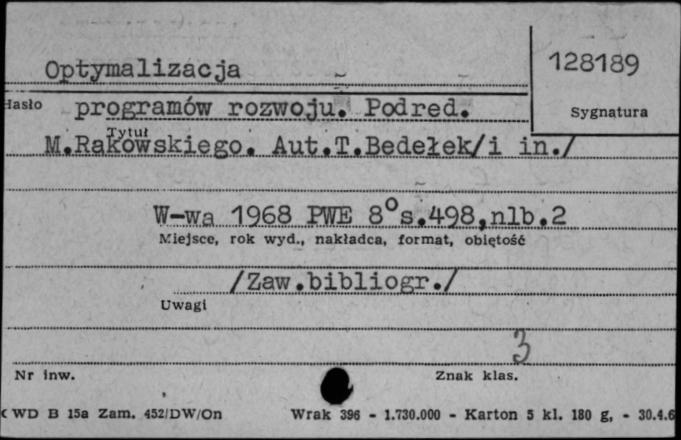 Optymalizacja
128189
Hasło programów rozwoju. Podred.
Sygnatura
Tytuł
M.Rakowskiego. Aut.T.Bedełek/i in./
W-wa 1968 PWE 8° s.498,nlb.2
Miejsce, rok wyd., nakładca, format, objętość
/Zaw.bibliogr./
Uwagi
3
Nr inw.
Znak klas.
WD B 15a Zam. 452/DW/On Wrak 396 - 1.730.000 - Karton 5 kl. 180 g, - 30.4.6